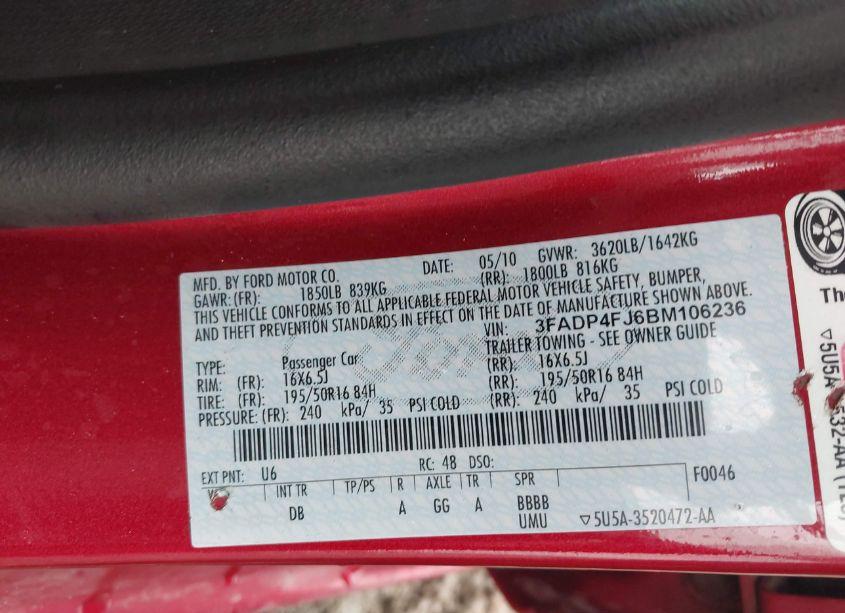 MFD. BY FORD MOTOR CO.
DATE: 05/10 GVWR: 3620LB/1642KG
GAWR: (FR): 1850LB 839KG (RR): 1800LB 816KG
THIS VEHICLE CONFORMS TO ALL APPLICABLE FEDERAL MOTOR VEHICLE SAFETY, BUMPER,
AND THEFT PREVENTION STANDARDS IN EFFECT ON THE DATE OF MANUFACTURE SHOWN ABOVE.
VIN: 3FADP4FJ6BM106236
TYPE: Passenger Car TRAILER TOWING - SEE OWNER GUIDE
RIM: (FR): 16X6.5J (RR): 16X6.5J
TIRE: (FR): 195/50R16 84H (RR): 195/50R16 84H
PRESSURE: (FR): 240 kPa/ 35 PSI COLD (RR): 240 kPa/ 35 PSI COLD
EXT PNT: U6 RC: 48 DSO: F0046
INT TR TP/PS R AXLE TR SPR
DB A GG A BBBB
UMU
▽5U5A-3520472-AA